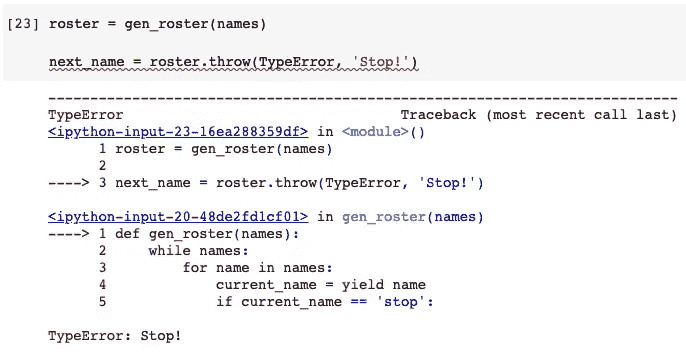 [23] roster = gen_roster(names)
next_name = roster.throw(TypeError, 'Stop!')
---------------------------------------------------------------------------
TypeError                                 Traceback (most recent call last)
<ipython-input-23-16ea288359df> in <module>()
      1 roster = gen_roster(names)
      2
----> 3 next_name = roster.throw(TypeError, 'Stop!')
<ipython-input-20-48de2fd1cf01> in gen_roster(names)
----> 1 def gen_roster(names):
      2     while names:
      3         for name in names:
      4             current_name = yield name
      5             if current_name == 'stop':
TypeError: Stop!